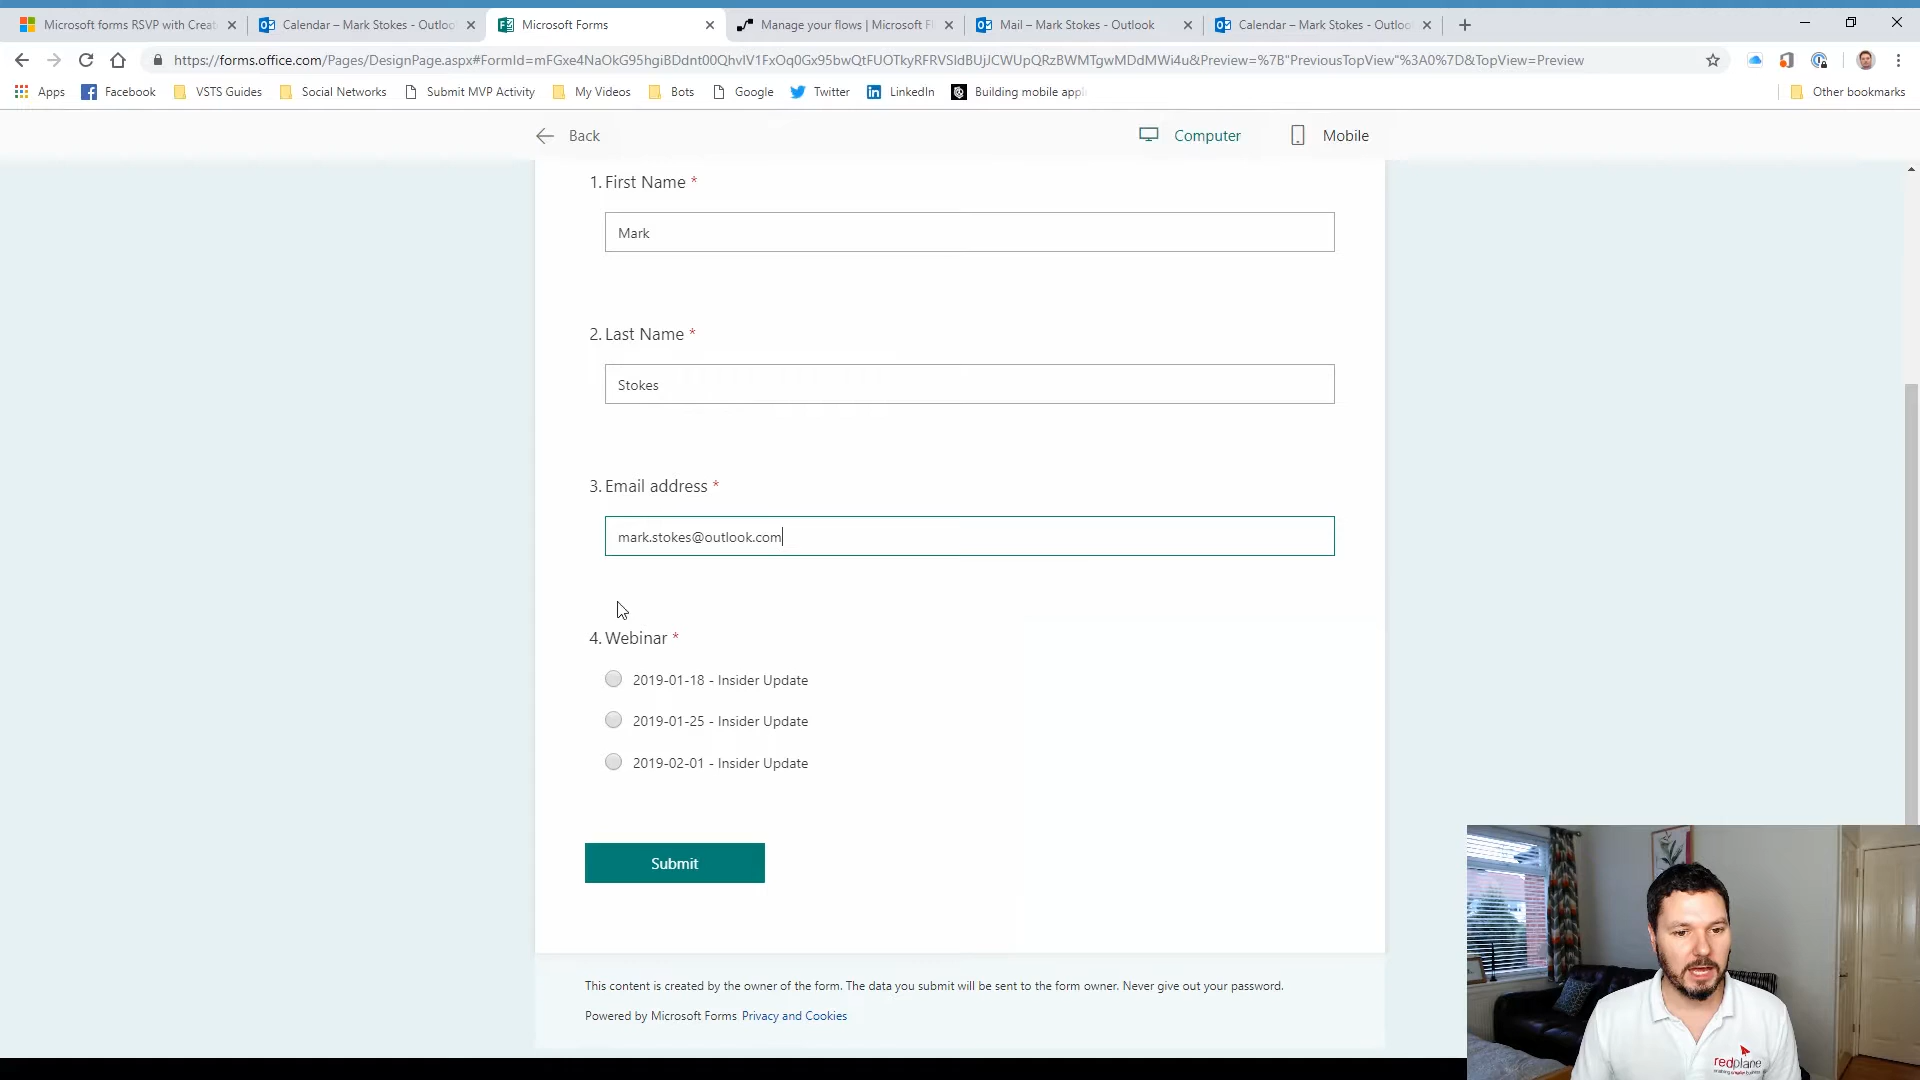 Microsoft forms RSVP with Creat
Calendar – Mark Stokes - Outloo
Microsoft Forms
Manage your flows | Microsoft Fl
Mail – Mark Stokes - Outlook
Calendar – Mark Stokes - Outloo
https://forms.office.com/Pages/DesignPage.aspx#FormId=mFGxe4NaOkG95hgiBDdnt00QhvIV1FxOq0Gx95bwQtFUOTkyRFRVSldBUjJCWUpQRzBWMTgwMDdMWi4u&Preview=%7B"PreviousTopView"%3A0%7D&TopView=Preview
Apps
Facebook
VSTS Guides
Social Networks
Submit MVP Activity
My Videos
Bots
Google
Twitter
LinkedIn
Building mobile appl
Other bookmarks
Back
Computer
Mobile
1. First Name *
Mark
2. Last Name *
Stokes
3. Email address *
mark.stokes@outlook.com
4. Webinar *
2019-01-18 - Insider Update
2019-01-25 - Insider Update
2019-02-01 - Insider Update
Submit
This content is created by the owner of the form. The data you submit will be sent to the form owner. Never give out your password.
Powered by Microsoft Forms Privacy and Cookies
redplane